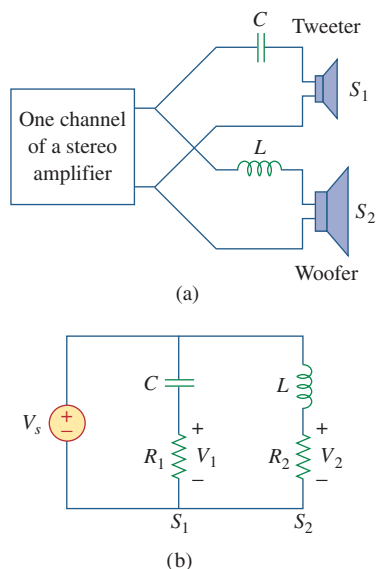 C
Tweeter
S1
One channel
of a stereo
amplifier
L
S2
Woofer
(a)
C
L
Vs
+
−
R1
+
V1
−
R2
+
V2
−
S1
S2
(b)